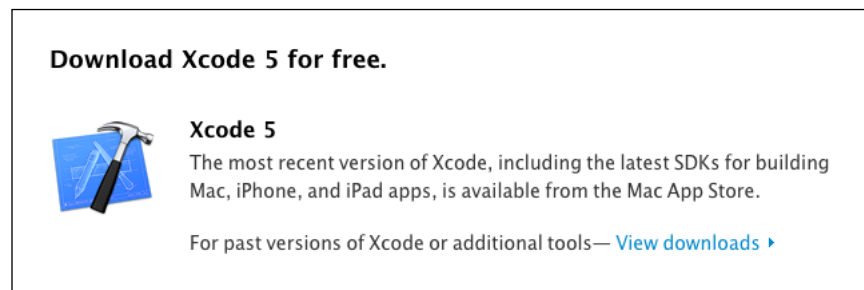 Download Xcode 5 for free.
Xcode 5
The most recent version of Xcode, including the latest SDKs for building
Mac, iPhone, and iPad apps, is available from the Mac App Store.
For past versions of Xcode or additional tools— View downloads ▸